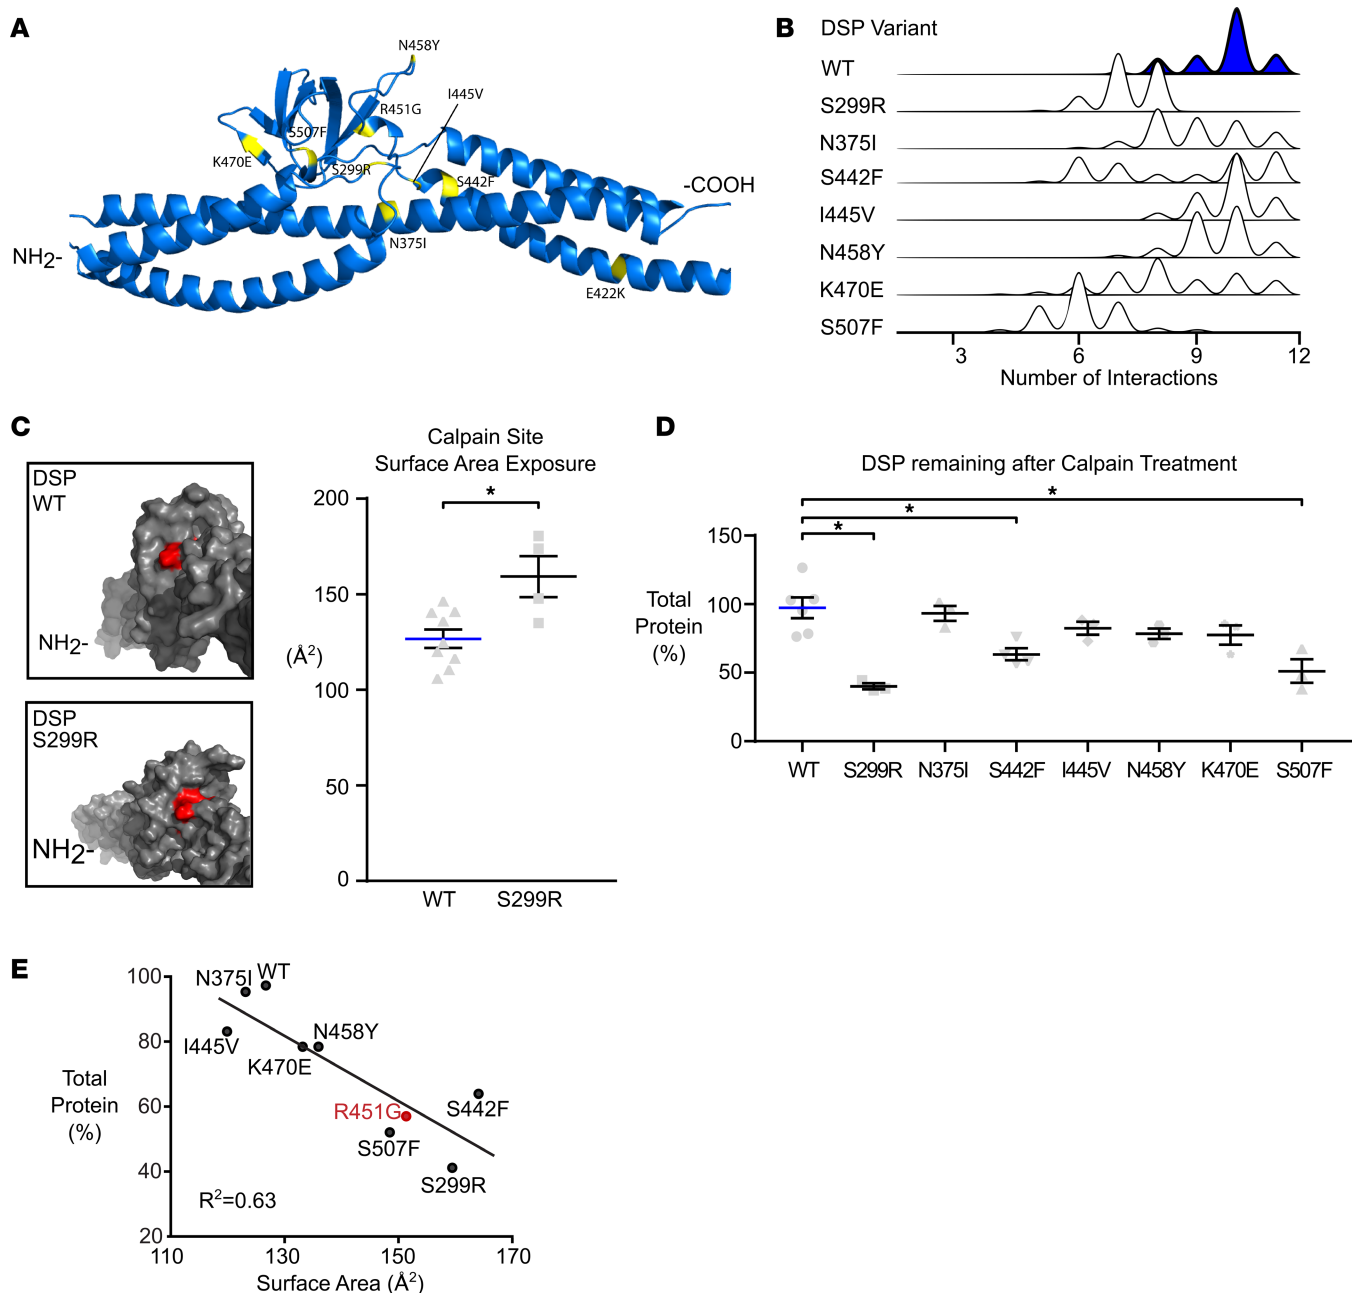 A
N458Y
I445V
R451G
S507F
K470E
S299R
S442F
-COOH
NH2-
N375I
E422K
B
DSP Variant
WT
S299R
N375I
S442F
I445V
N458Y
K470E
S507F
3 6 9 12
Number of Interactions
C
DSP
WT
NH2-
DSP
S299R
NH2-
Calpain Site
Surface Area Exposure
*
200
150
(Å2)
100
50
0
WT S299R
D
DSP remaining after Calpain Treatment
*
*
*
150
100
50
0
Total
Protein
(%)
WT S299R N375I S442F I445V N458Y K470E S507F
E
100
80
60
40
20
Total
Protein
(%)
N375I WT
I445V
N458Y
K470E
R451G
S442F
S507F
S299R
R2=0.63
110 130 150 170
Surface Area (Å2)